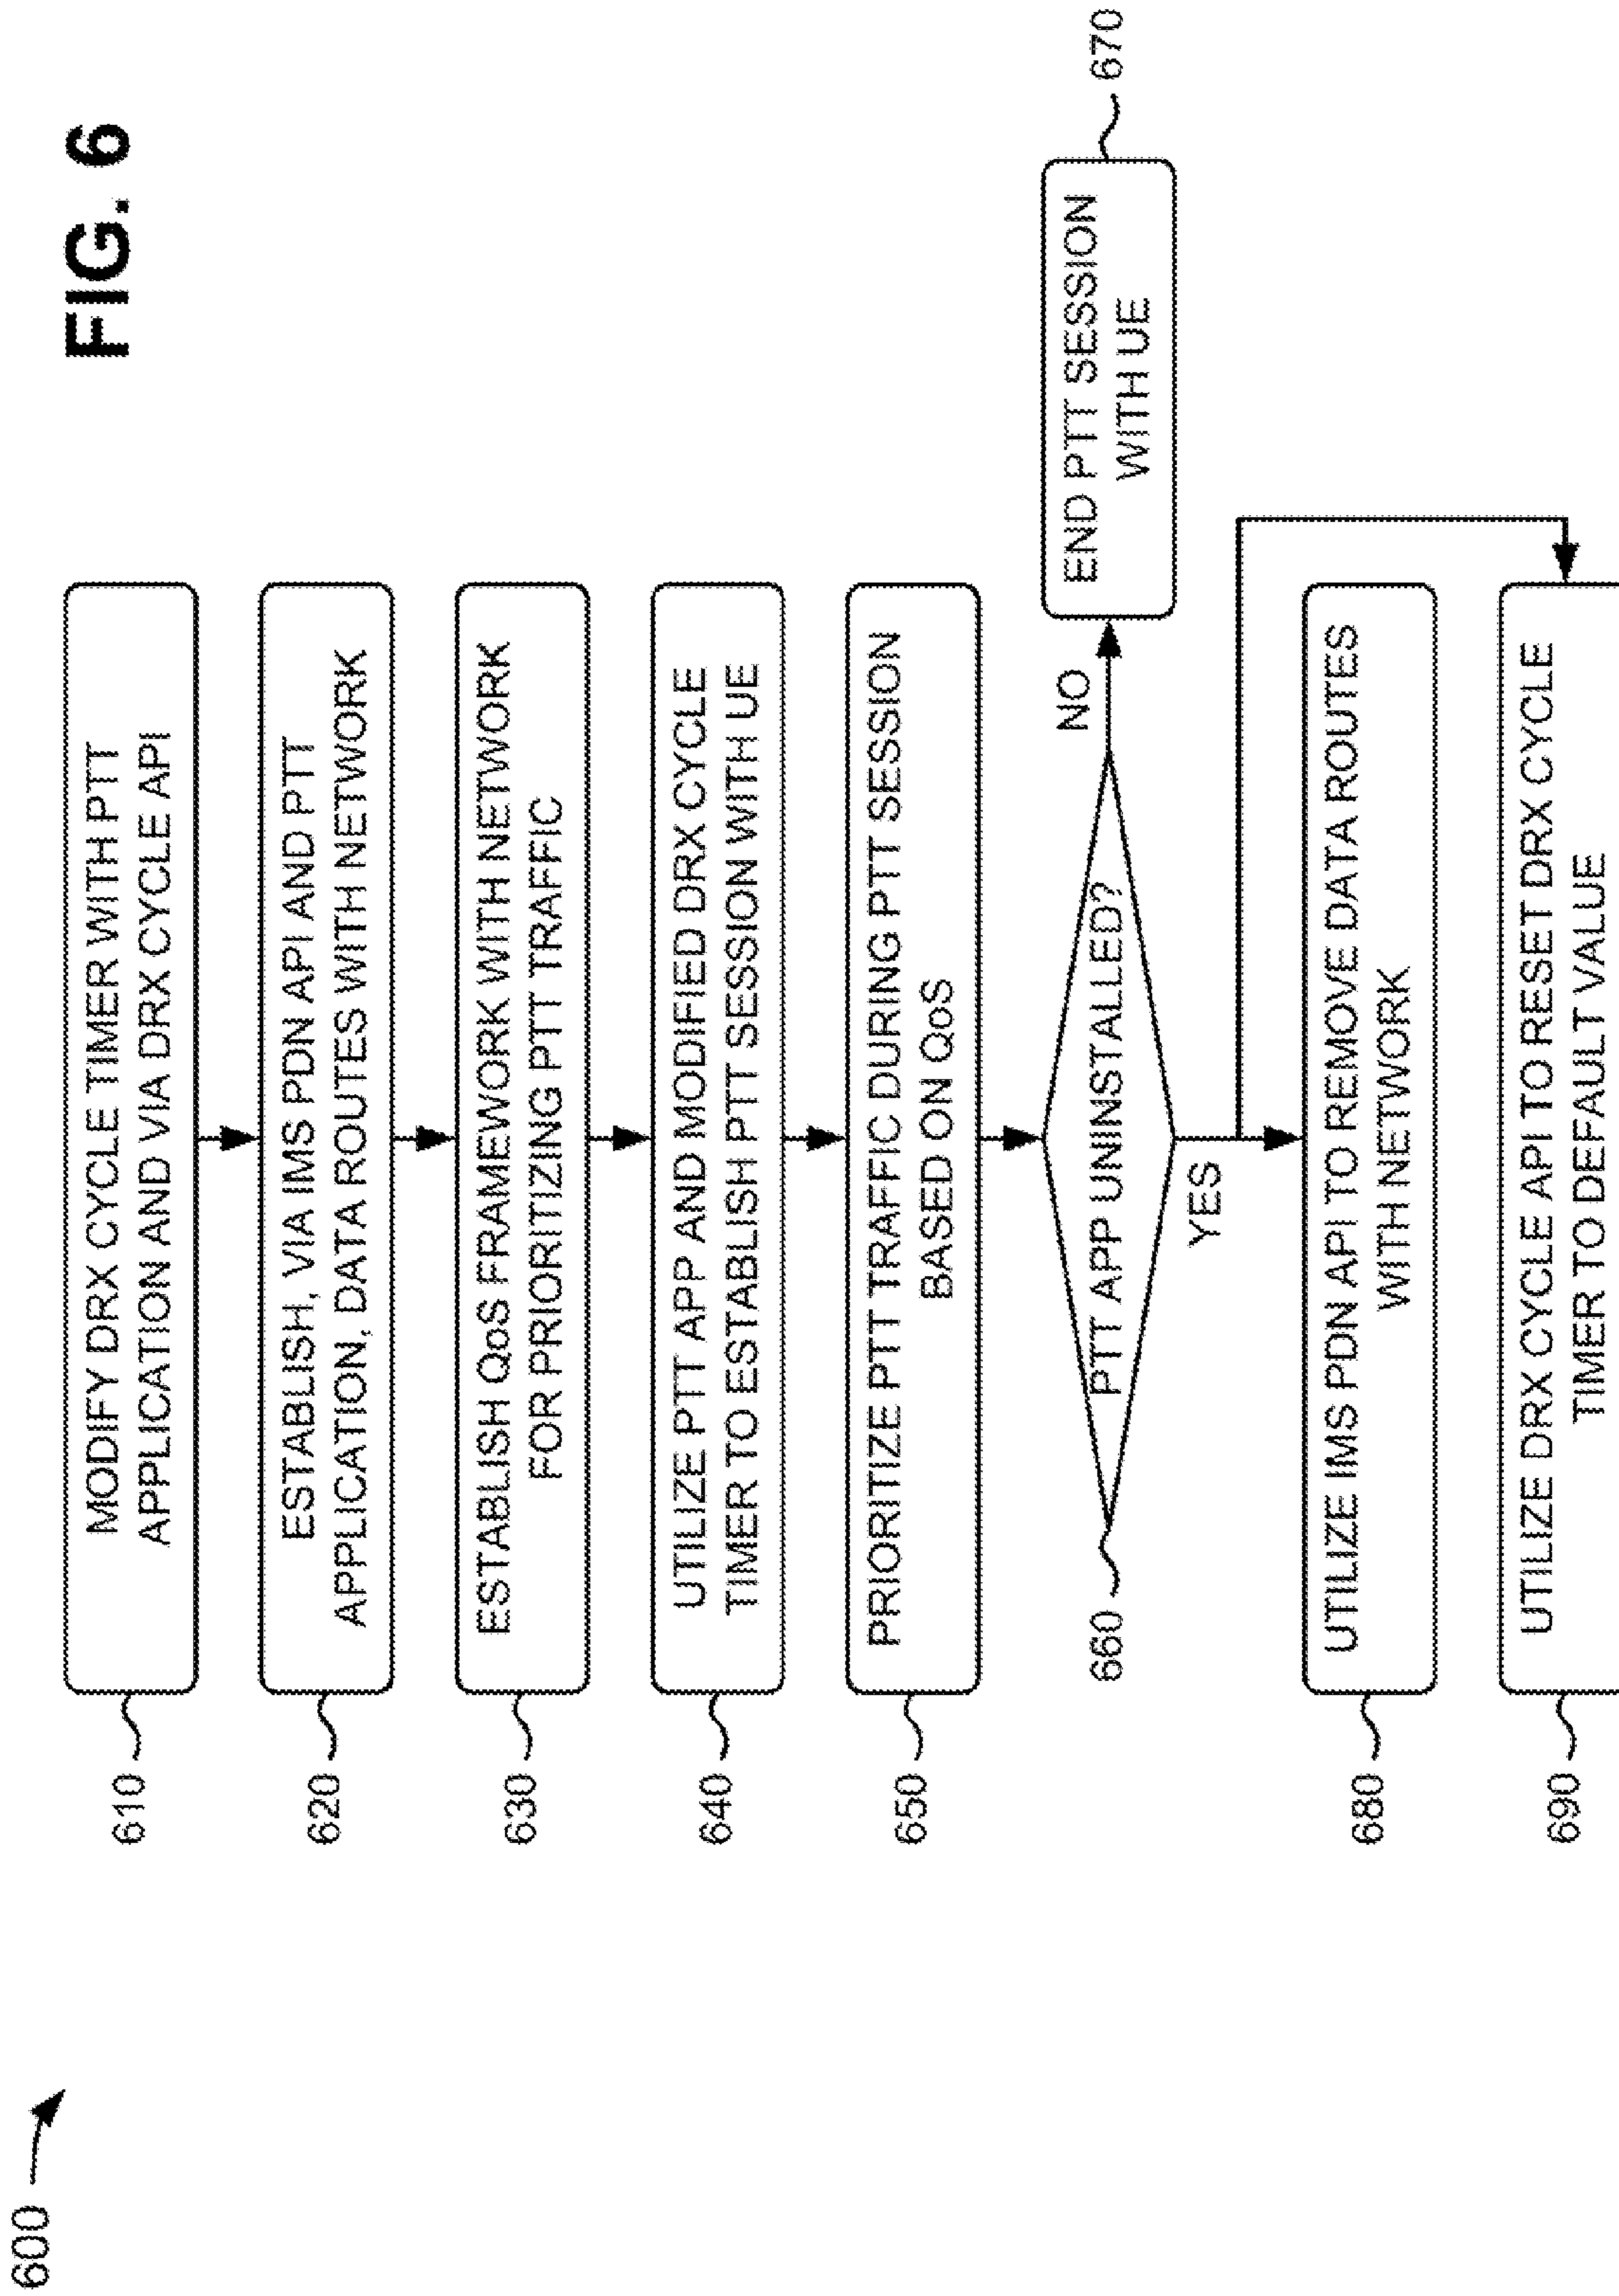 600
FIG. 6
610
MODIFY DRX CYCLE TIMER WITH PTT
APPLICATION AND VIA DRX CYCLE API
620
ESTABLISH, VIA IMS PDN API AND PTT
APPLICATION, DATA ROUTES WITH NETWORK
630
ESTABLISH QoS FRAMEWORK WITH NETWORK
FOR PRIORITIZING PTT TRAFFIC
640
UTILIZE PTT APP AND MODIFIED DRX CYCLE
TIMER TO ESTABLISH PTT SESSION WITH UE
650
PRIORITIZE PTT TRAFFIC DURING PTT SESSION
BASED ON QoS
660
PTT APP UNINSTALLED?
NO
END PTT SESSION
WITH UE
670
YES
680
UTILIZE IMS PDN API TO REMOVE DATA ROUTES
WITH NETWORK
690
UTILIZE DRX CYCLE API TO RESET DRX CYCLE
TIMER TO DEFAULT VALUE